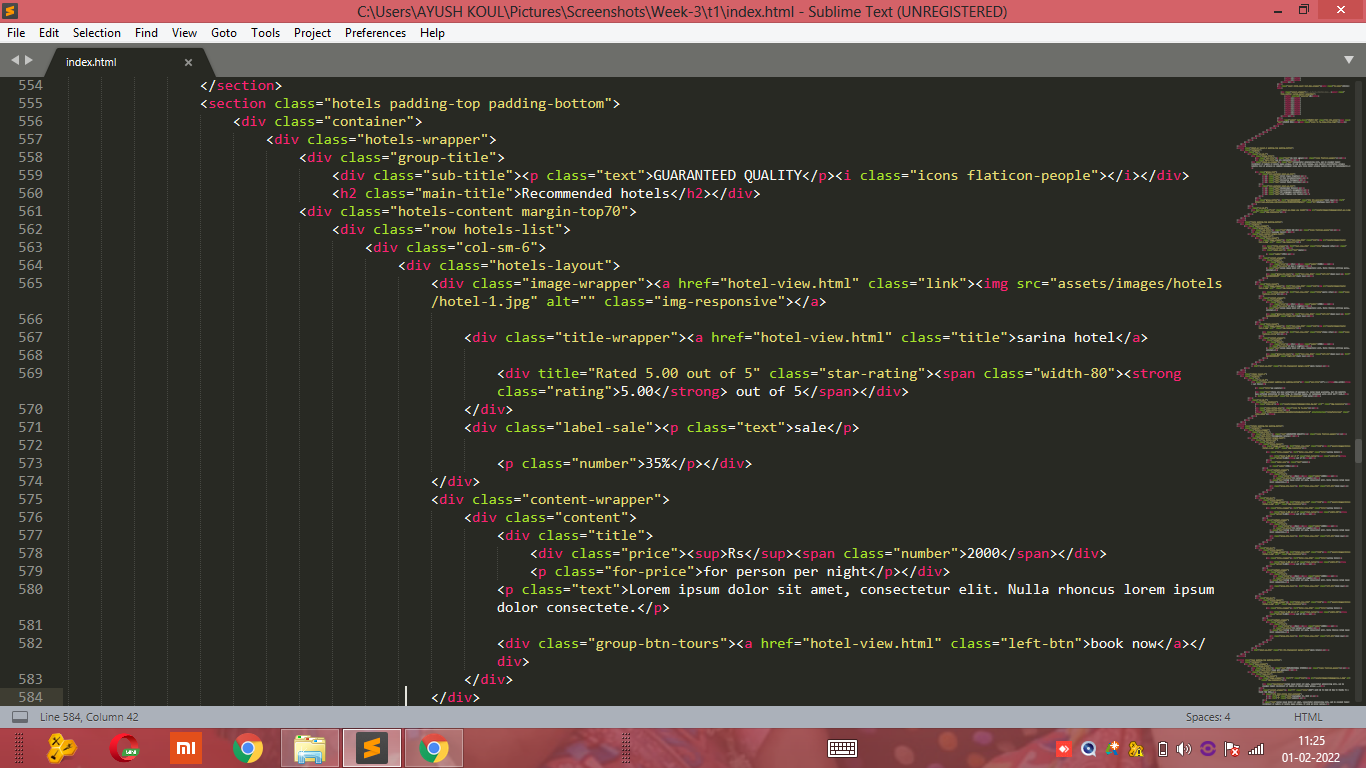 C:\Users\AYUSH KOUL\Pictures\Screenshots\Week-3\t1\index.html - Sublime Text (UNREGISTERED)
File Edit Selection Find View Goto Tools Project Preferences Help
index.html
554 </section>
555 <section class="hotels padding-top padding-bottom">
556 <div class="container">
557 <div class="hotels-wrapper">
558 <div class="group-title">
559 <div class="sub-title"><p class="text">GUARANTEED QUALITY</p><i class="icons flaticon-people"></i></div>
560 <h2 class="main-title">Recommended hotels</h2></div>
561 <div class="hotels-content margin-top70">
562 <div class="row hotels-list">
563 <div class="col-sm-6">
564 <div class="hotels-layout">
565 <div class="image-wrapper"><a href="hotel-view.html" class="link"><img src="assets/images/hotels
/hotel-1.jpg" alt="" class="img-responsive"></a>
566
567 <div class="title-wrapper"><a href="hotel-view.html" class="title">sarina hotel</a>
568
569 <div title="Rated 5.00 out of 5" class="star-rating"><span class="width-80"><strong
class="rating">5.00</strong> out of 5</span></div>
570 </div>
571 <div class="label-sale"><p class="text">sale</p>
572
573 <p class="number">35%</p></div>
574 </div>
575 <div class="content-wrapper">
576 <div class="content">
577 <div class="title">
578 <div class="price"><sup>Rs</sup><span class="number">2000</span></div>
579 <p class="for-price">for person per night</p></div>
580 <p class="text">Lorem ipsum dolor sit amet, consectetur elit. Nulla rhoncus lorem ipsum
dolor consectete.</p>
581
582 <div class="group-btn-tours"><a href="hotel-view.html" class="left-btn">book now</a></
div>
583 </div>
584 </div>
Line 584, Column 42 Spaces: 4 HTML
mi
11:25
01-02-2022